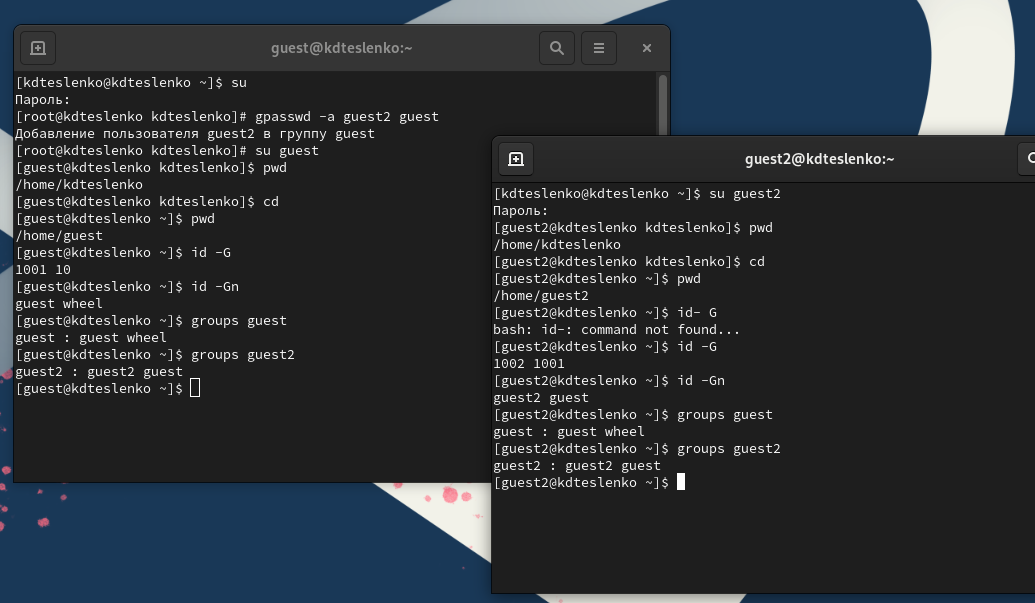 guest@kdteslenko:~
[kdteslenko@kdteslenko ~]$ su
Пароль:
[root@kdteslenko kdteslenko]# gpasswd -a guest2 guest
Добавление пользователя guest2 в группу guest
[root@kdteslenko kdteslenko]# su guest
[guest@kdteslenko kdteslenko]$ pwd
/home/kdteslenko
[guest@kdteslenko kdteslenko]$ cd
[guest@kdteslenko ~]$ pwd
/home/guest
[guest@kdteslenko ~]$ id -G
1001 10
[guest@kdteslenko ~]$ id -Gn
guest wheel
[guest@kdteslenko ~]$ groups guest
guest : guest wheel
[guest@kdteslenko ~]$ groups guest2
guest2 : guest2 guest
[guest@kdteslenko ~]$
guest2@kdteslenko:~
[kdteslenko@kdteslenko ~]$ su guest2
Пароль:
[guest2@kdteslenko kdteslenko]$ pwd
/home/kdteslenko
[guest2@kdteslenko kdteslenko]$ cd
[guest2@kdteslenko ~]$ pwd
/home/guest2
[guest2@kdteslenko ~]$ id- G
bash: id-: command not found...
[guest2@kdteslenko ~]$ id -G
1002 1001
[guest2@kdteslenko ~]$ id -Gn
guest2 guest
[guest2@kdteslenko ~]$ groups guest
guest : guest wheel
[guest2@kdteslenko ~]$ groups guest2
guest2 : guest2 guest
[guest2@kdteslenko ~]$